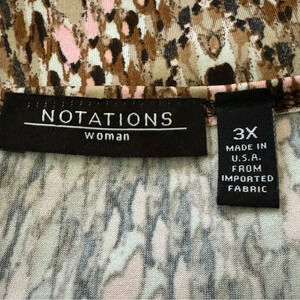 NOTATIONS
woman
3X
MADE IN
U.S.A.
FROM
IMPORTED
FABRIC